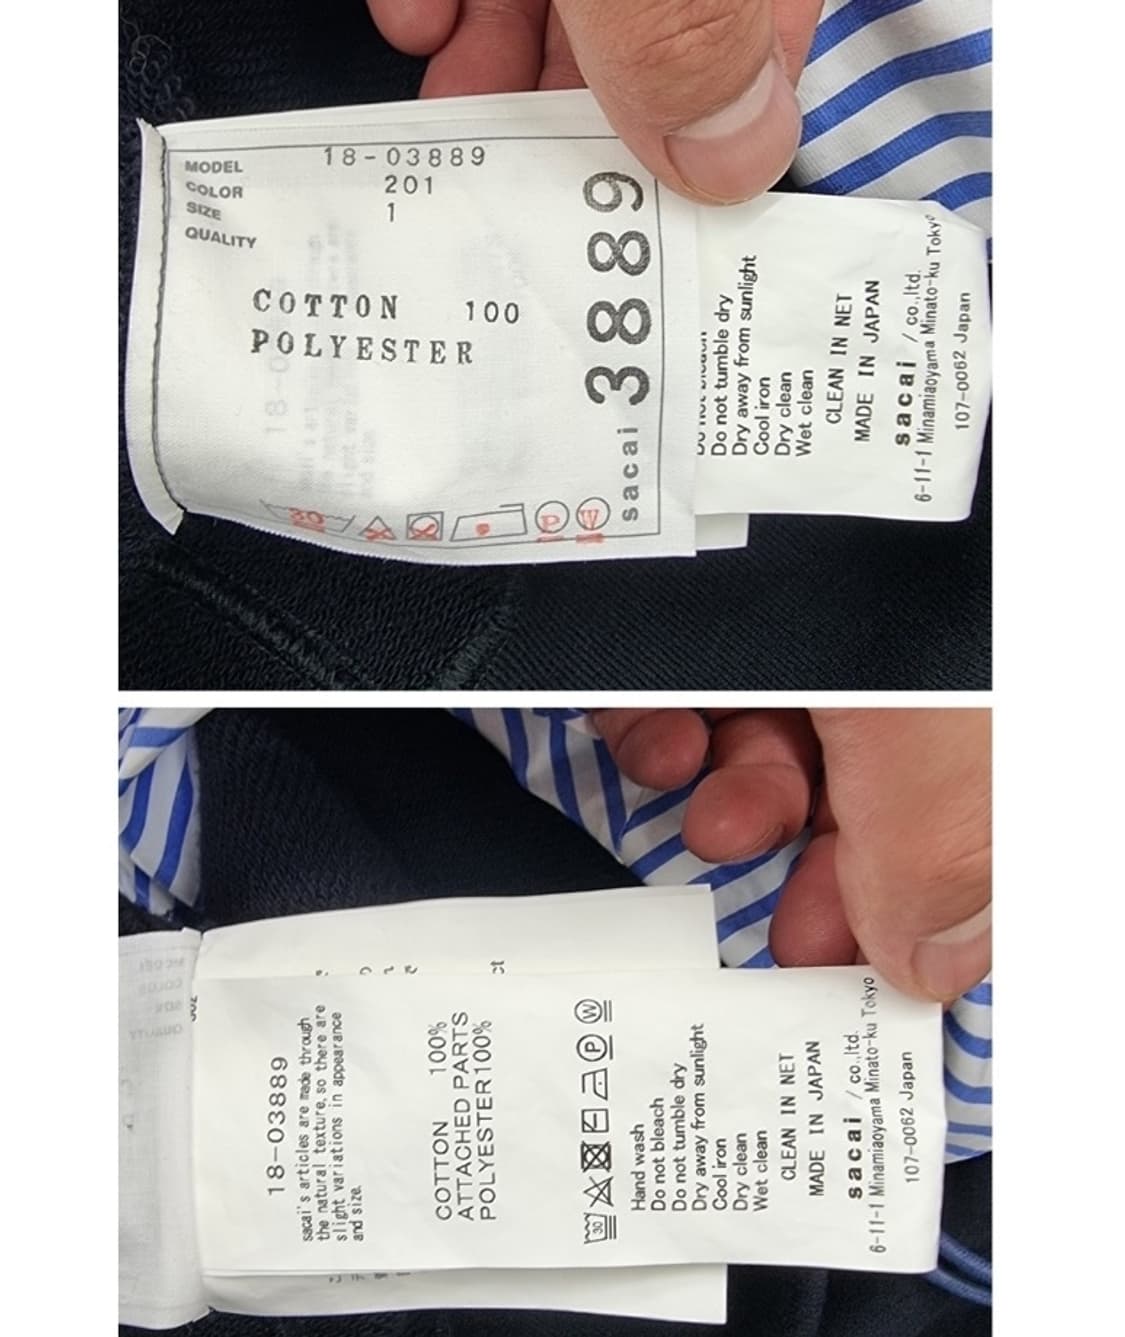 MODEL 18-03889
COLOR 201
SIZE 1
QUALITY
COTTON 100
POLYESTER
30
P
W
sacai 3889
Do not bleach
Do not tumble dry
Dry away from sunlight
Cool iron
Dry clean
Wet clean
CLEAN IN NET
MADE IN JAPAN
sacai / co.,ltd.
6-11-1 Minamiaoyama Minato-ku Tokyo
107-0062 Japan
18-03889
sacai's articles are made through
the natural texture, so there are
slight variations in appearance
and size.
COTTON 100%
ATTACHED PARTS
POLYESTER100%
30
P
W
Hand wash
Do not bleach
Do not tumble dry
Dry away from sunlight
Cool iron
Dry clean
Wet clean
CLEAN IN NET
MADE IN JAPAN
sacai / co.,ltd.
6-11-1 Minamiaoyama Minato-ku Tokyo
107-0062 Japan